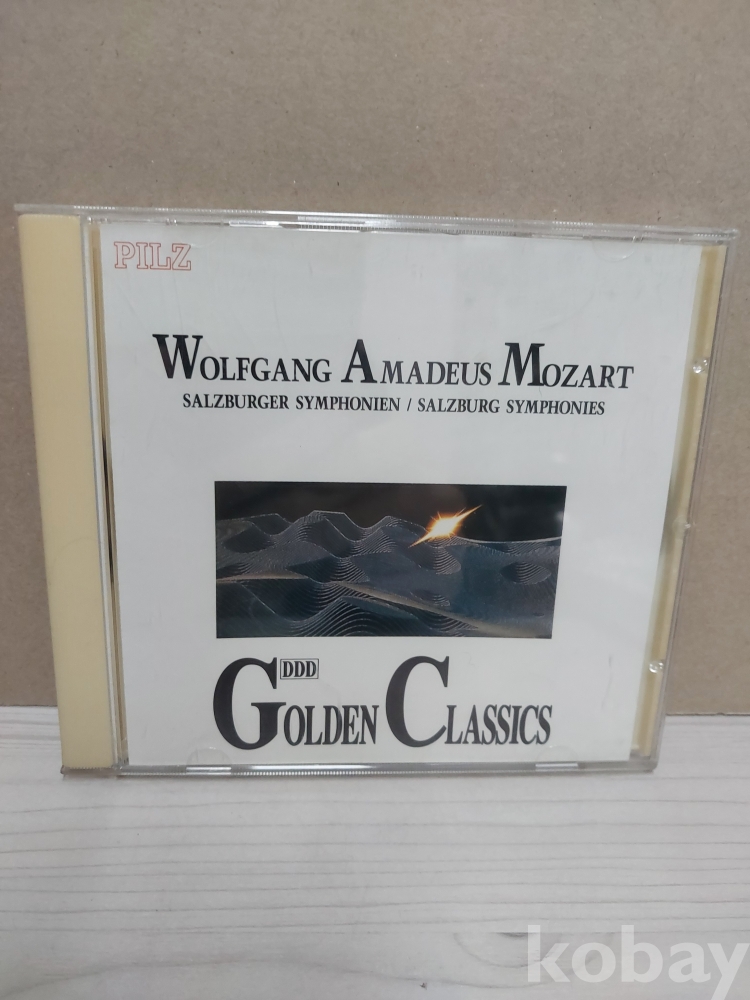 PILZ
WOLFGANG AMADEUS MOZART
SALZBURGER SYMPHONIEN / SALZBURG SYMPHONIES
DDD
GOLDEN CLASSICS
kobay